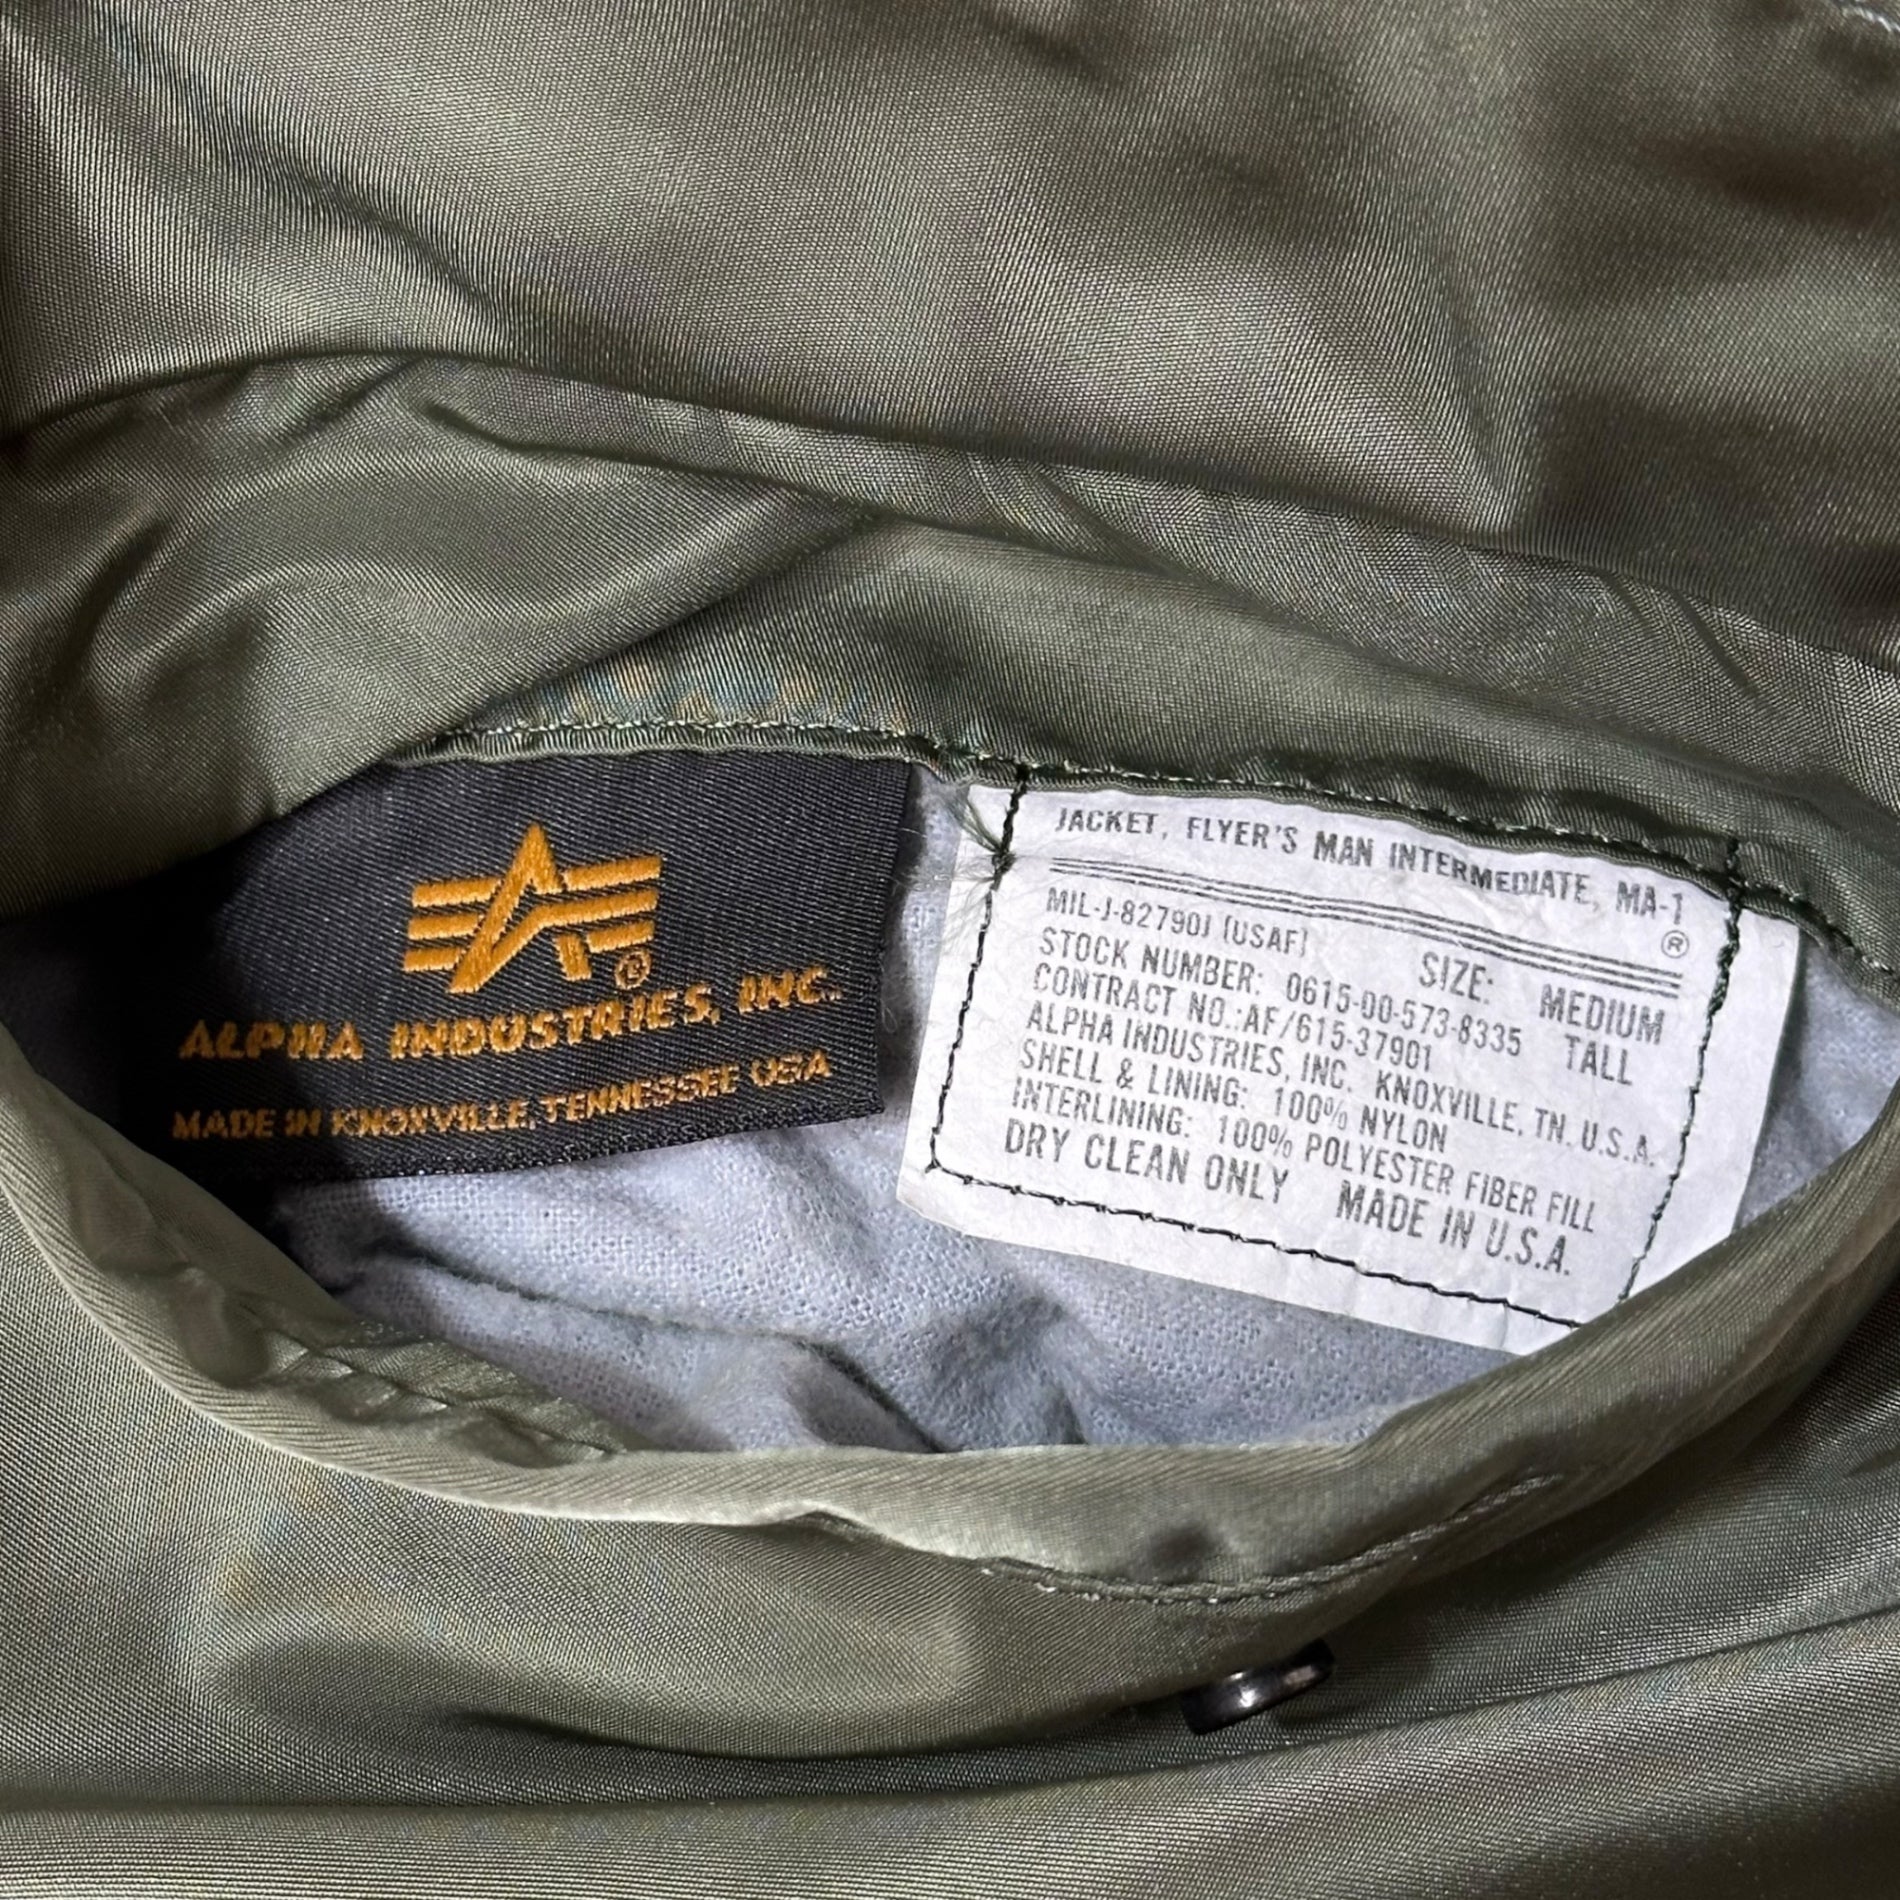 ALPHA INDUSTRIES, INC.
MADE IN KNOXVILLE, TENNESSEE USA
JACKET, FLYER'S MAN INTERMEDIATE, MA-1
®
MIL-J-82790J (USAF) SIZE: MEDIUM
STOCK NUMBER: 0615-00-573-8335 TALL
CONTRACT NO.:AF/615-37901
ALPHA INDUSTRIES, INC. KNOXVILLE, TN. U.S.A.
SHELL & LINING: 100% NYLON
INTERLINING: 100% POLYESTER FIBER FILL
DRY CLEAN ONLY MADE IN U.S.A.